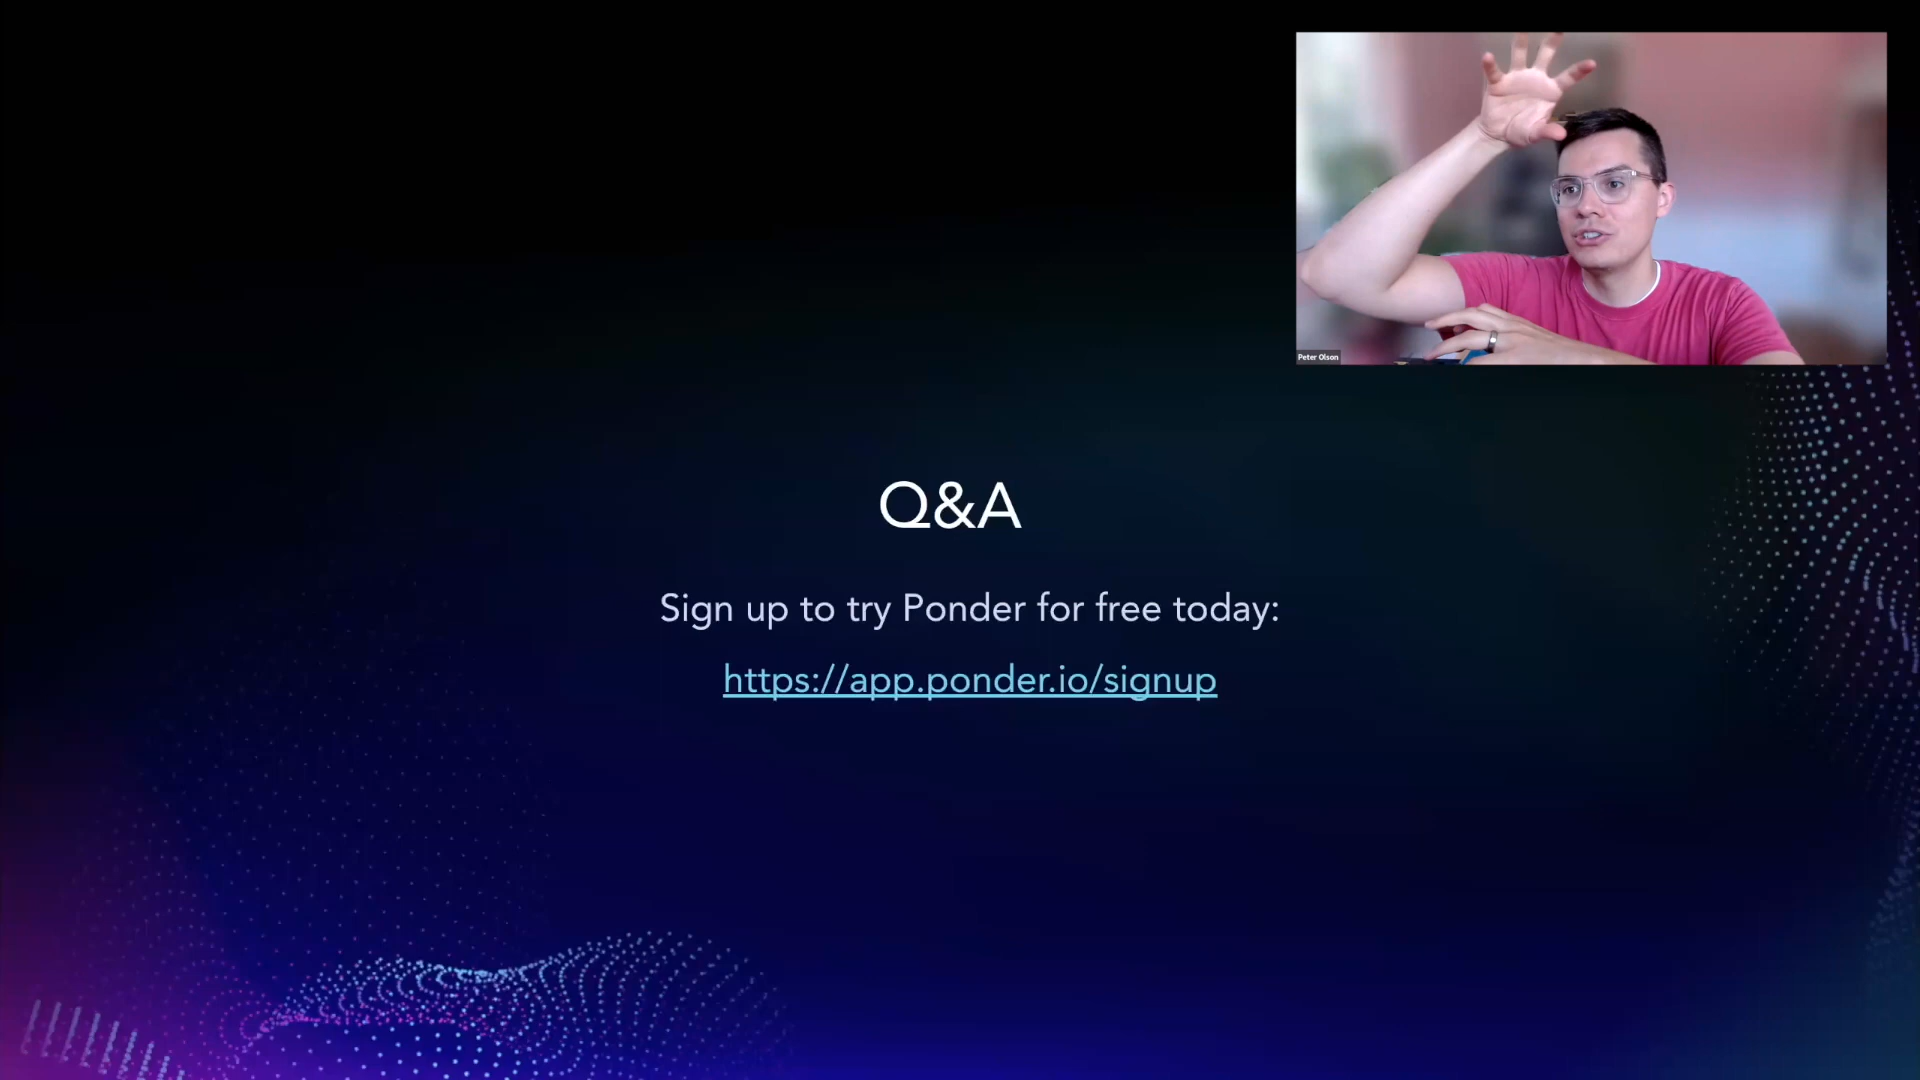 Peter Olson
Q&A
Sign up to try Ponder for free today:
https://app.ponder.io/signup